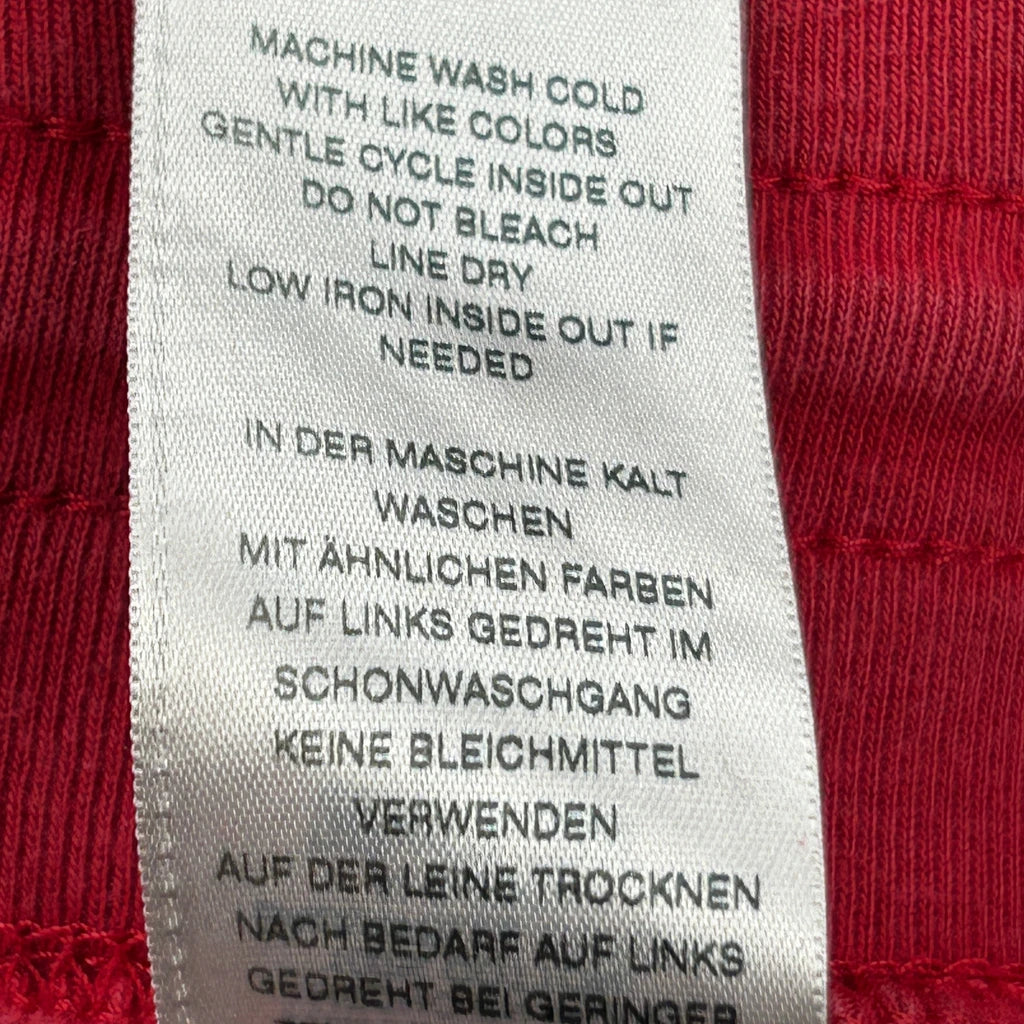 MACHINE WASH COLD
WITH LIKE COLORS
GENTLE CYCLE INSIDE OUT
DO NOT BLEACH
LINE DRY
LOW IRON INSIDE OUT IF
NEEDED
IN DER MASCHINE KALT
WASCHEN
MIT ÄHNLICHEN FARBEN
AUF LINKS GEDREHT IM
SCHONWASCHGANG
KEINE BLEICHMITTEL
VERWENDEN
AUF DER LEINE TROCKNEN
NACH BEDARF AUF LINKS
GEDREHT BEI GERINGER